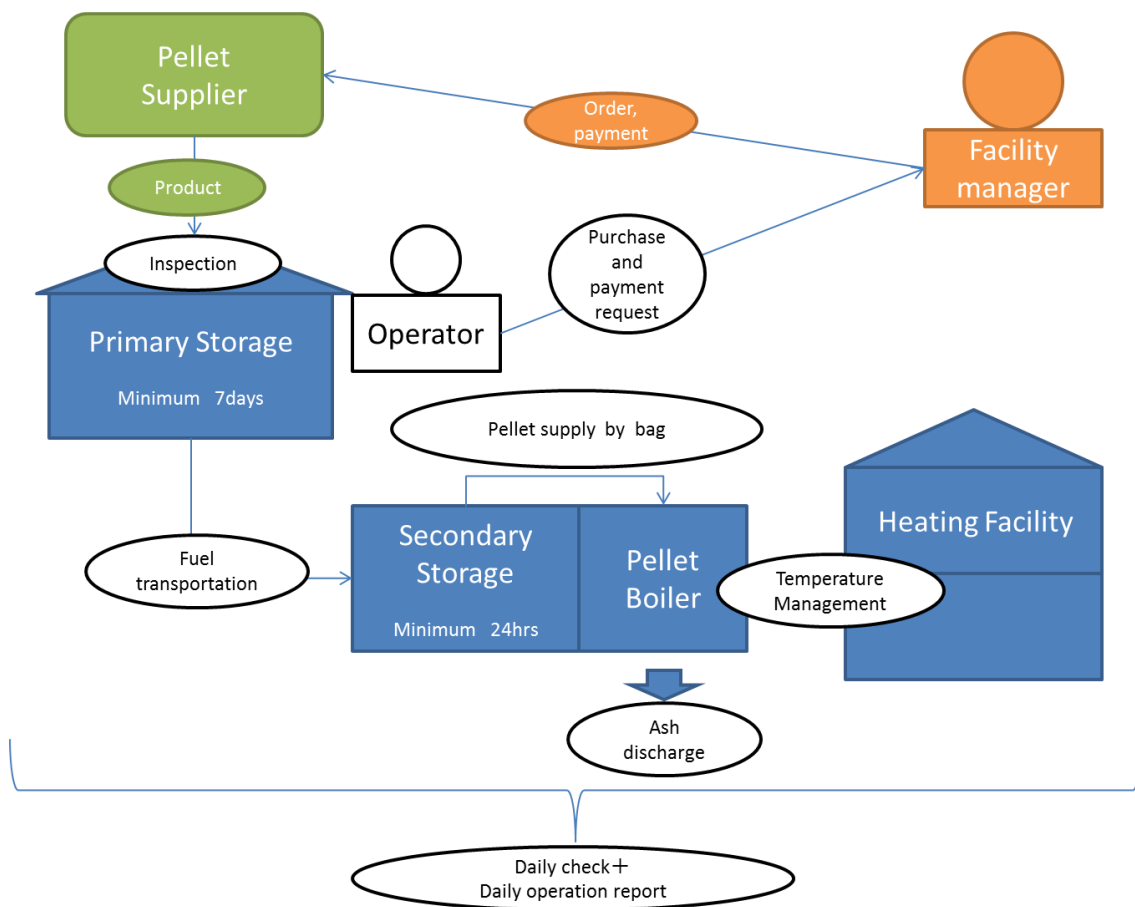 Pellet
Supplier
Order,
payment
Facility
manager
Product
Inspection
Purchase
and
payment
request
Operator
Primary Storage
Minimum 7days
Pellet supply by bag
Heating Facility
Secondary
Storage
Minimum 24hrs
Pellet
Boiler
Fuel
transportation
Temperature
Management
Ash
discharge
Daily check+
Daily operation report